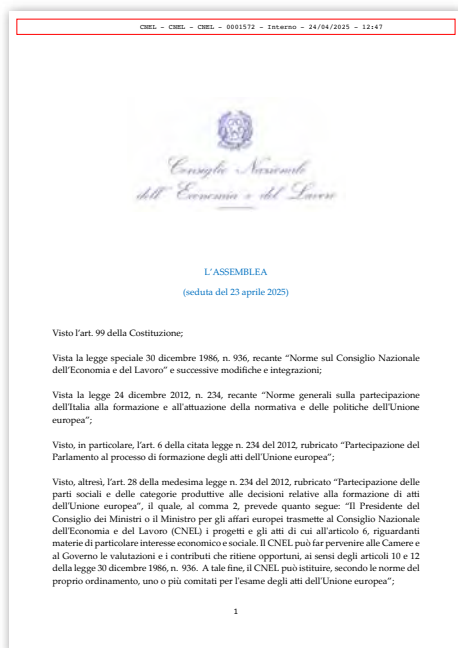 CNEL - CNEL - CNEL - 0001572 - Interno - 24/04/2025 - 12:47
Consiglio Nazionale
dell'Economia e del Lavoro
L'ASSEMBLEA
(seduta del 23 aprile 2025)
Visto l'art. 99 della Costituzione;
Vista la legge speciale 30 dicembre 1986, n. 936, recante “Norme sul Consiglio Nazionale
dell'Economia e del Lavoro” e successive modifiche e integrazioni;
Vista la legge 24 dicembre 2012, n. 234, recante “Norme generali sulla partecipazione
dell'Italia alla formazione e all'attuazione della normativa e delle politiche dell'Unione
europea”;
Visto, in particolare, l'art. 6 della citata legge n. 234 del 2012, rubricato “Partecipazione del
Parlamento al processo di formazione degli atti dell'Unione europea”;
Visto, altresì, l'art. 28 della medesima legge n. 234 del 2012, rubricato “Partecipazione delle
parti sociali e delle categorie produttive alle decisioni relative alla formazione di atti
dell'Unione europea”, il quale, al comma 2, prevede quanto segue: “Il Presidente del
Consiglio dei Ministri o il Ministro per gli affari europei trasmette al Consiglio Nazionale
dell'Economia e del Lavoro (CNEL) i progetti e gli atti di cui all'articolo 6, riguardanti
materie di particolare interesse economico e sociale. Il CNEL può far pervenire alle Camere e
al Governo le valutazioni e i contributi che ritiene opportuni, ai sensi degli articoli 10 e 12
della legge 30 dicembre 1986, n. 936. A tale fine, il CNEL può istituire, secondo le norme del
proprio ordinamento, uno o più comitati per l'esame degli atti dell'Unione europea”;
1